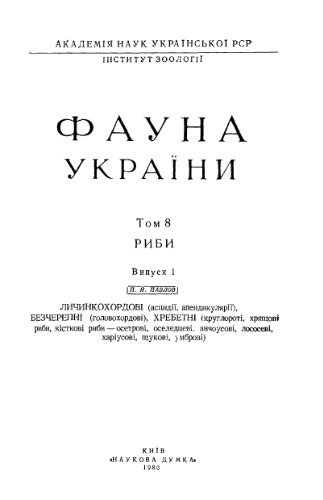 АКАДЕМІЯ НАУК УКРАЇНСЬКОЇ РСР
ІНСТИТУТ ЗООЛОГІЇ
ФАУНА
УКРАЇНИ
Том 8
РИБИ
Випуск 1
П. Й. ПАВЛОВ
ЛИЧИНКОХОРДОВІ (асцидії, апендикулярії),
БЕЗЧЕРЕПНІ (головохордові), ХРЕБЕТНІ (круглороті, хрящові
риби, кісткові риби — осетрові, оселедцеві, анчоусові, лососеві,
харіусові, щукові, умброві)
КИЇВ
«НАУКОВА ДУМКА»
1980